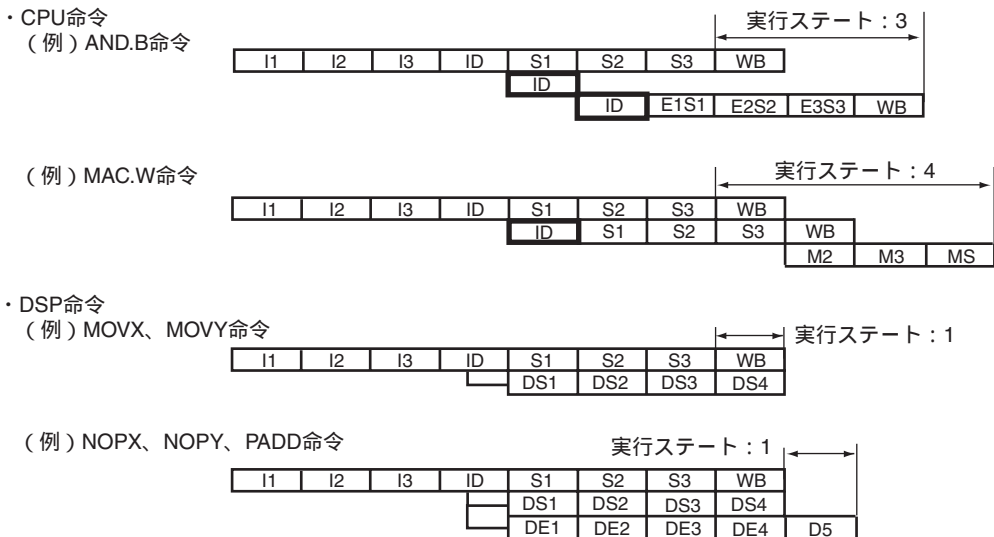 ・CPU命令
(例)AND.B命令
実行ステート:3
I1 I2 I3 ID S1 S2 S3 WB
ID
ID E1S1 E2S2 E3S3 WB
(例)MAC.W命令
実行ステート:4
I1 I2 I3 ID S1 S2 S3 WB
ID S1 S2 S3 WB
M2 M3 MS
・DSP命令
(例)MOVX、MOVY命令
実行ステート:1
I1 I2 I3 ID S1 S2 S3 WB
DS1 DS2 DS3 DS4
(例)NOPX、NOPY、PADD命令
実行ステート:1
I1 I2 I3 ID S1 S2 S3 WB
DS1 DS2 DS3 DS4
DE1 DE2 DE3 DE4 D5